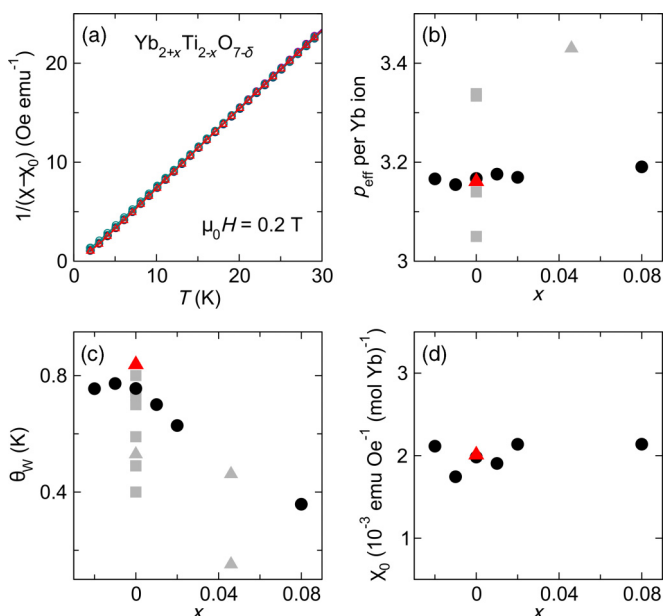 (a)
Yb2+xTi2-xO7-δ
μ0H = 0.2 T
1/(χ–χ0) (Oe emu-1)
20
10
0
0 10 20 30
T (K)
(b)
peff per Yb ion
3.4
3.2
3
0 0.04 0.08
x
(c)
θW (K)
0.8
0.4
0 0.04 0.08
x
(d)
X0 (10-3 emu Oe-1 (mol Yb)-1)
3
2
1
0 0.04 0.08
x